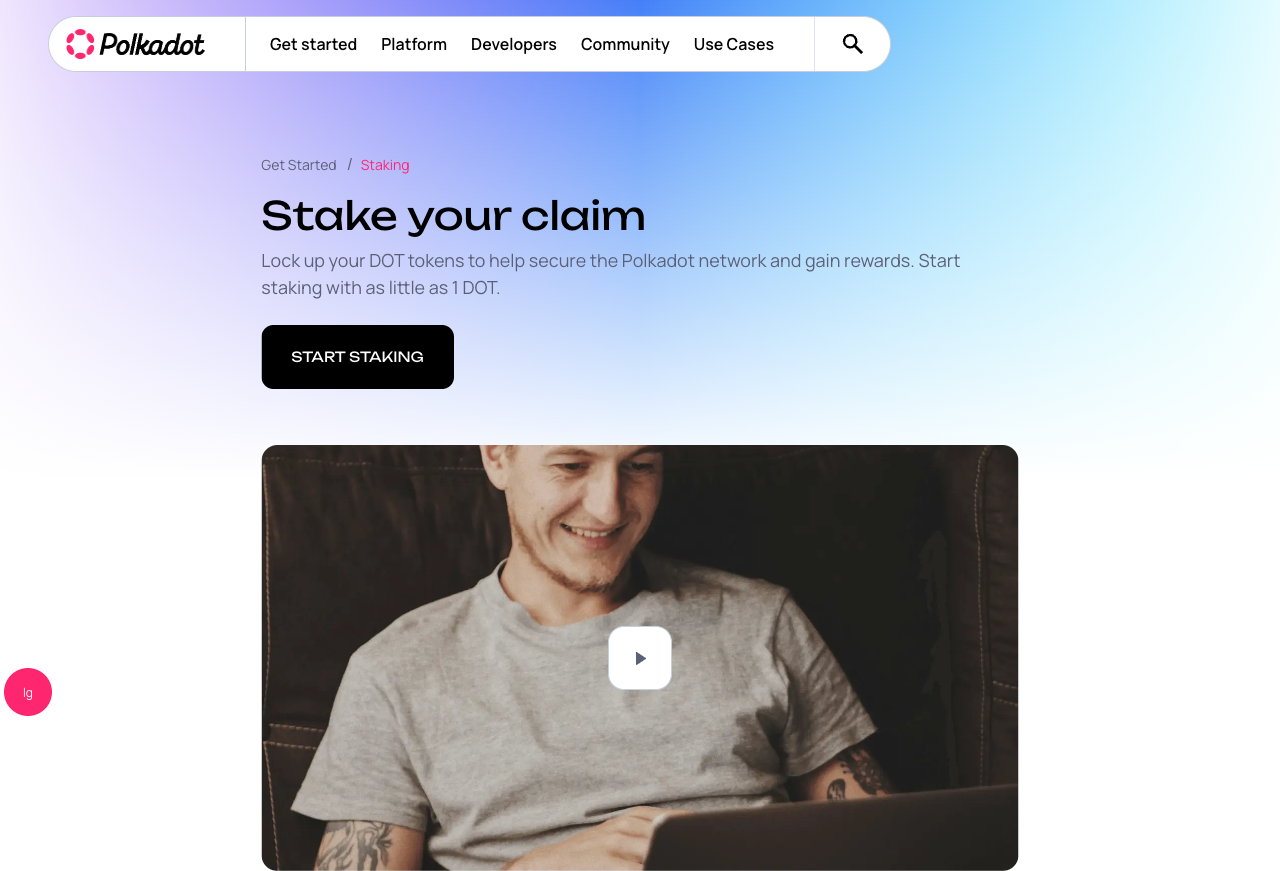 Polkadot
Get started
Platform
Developers
Community
Use Cases
Get Started / Staking
Stake your claim
Lock up your DOT tokens to help secure the Polkadot network and gain rewards. Start
staking with as little as 1 DOT.
START STAKING
lg